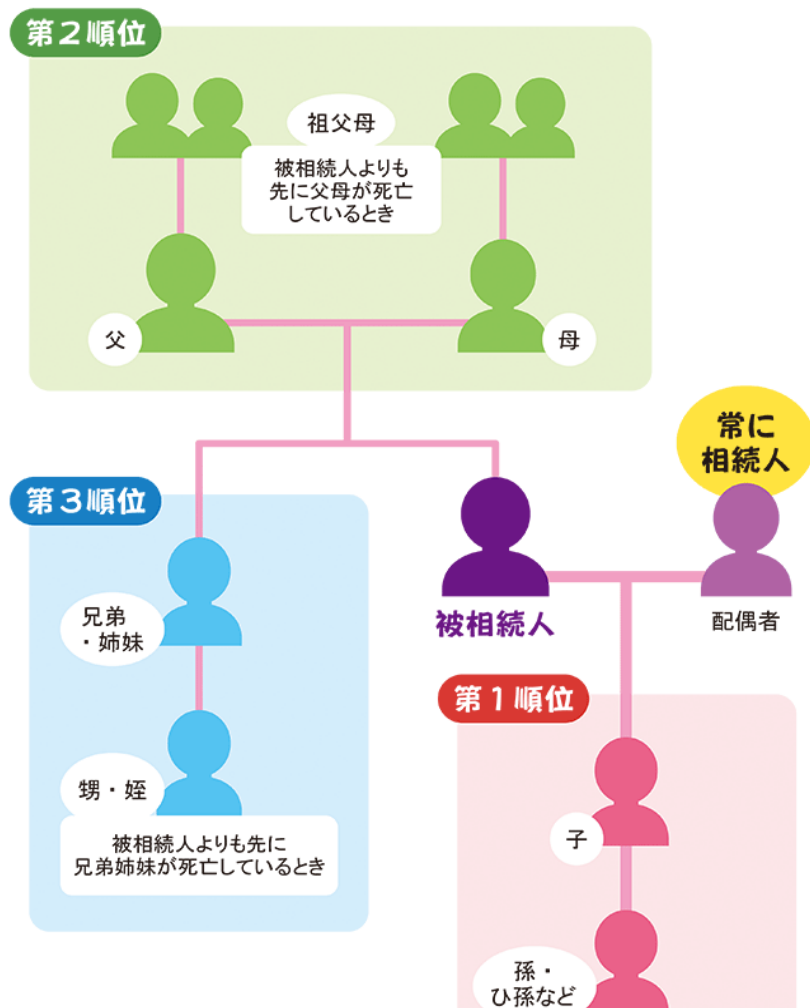 第2順位
祖父母
被相続人よりも
先に父母が死亡
しているとき
父
母
常に
相続人
第3順位
兄弟
・姉妹
被相続人
配偶者
第1順位
甥・姪
被相続人よりも先に
兄弟姉妹が死亡しているとき
子
孫・
ひ孫など